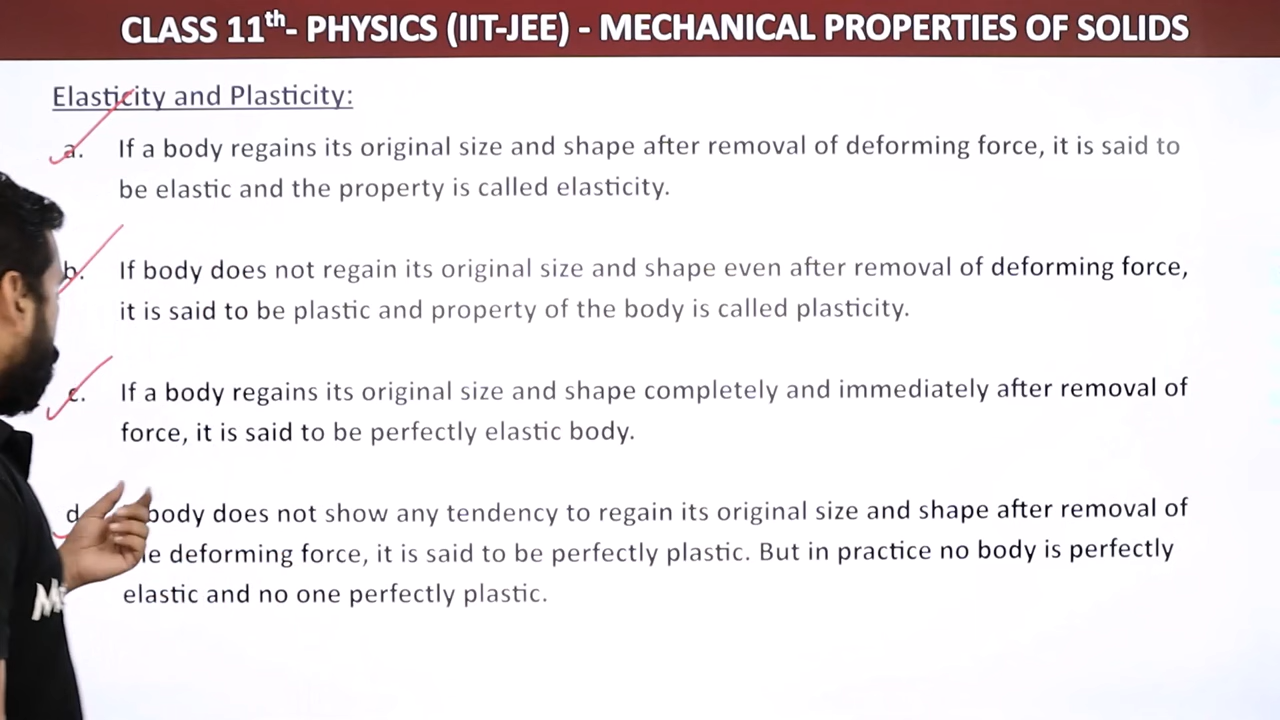 CLASS 11th- PHYSICS (IIT-JEE) - MECHANICAL PROPERTIES OF SOLIDS
Elasticity and Plasticity:
a. If a body regains its original size and shape after removal of deforming force, it is said to
be elastic and the property is called elasticity.
b. If body does not regain its original size and shape even after removal of deforming force,
it is said to be plastic and property of the body is called plasticity.
c. If a body regains its original size and shape completely and immediately after removal of
force, it is said to be perfectly elastic body.
d body does not show any tendency to regain its original size and shape after removal of
deforming force, it is said to be perfectly plastic. But in practice no body is perfectly
elastic and no one perfectly plastic.